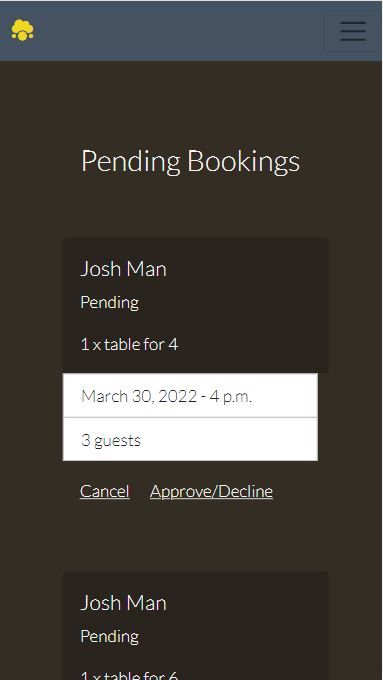 Pending Bookings
Josh Man
Pending
1 x table for 4
March 30, 2022 - 4 p.m.
3 guests
Cancel Approve/Decline
Josh Man
Pending
1 x table for 6